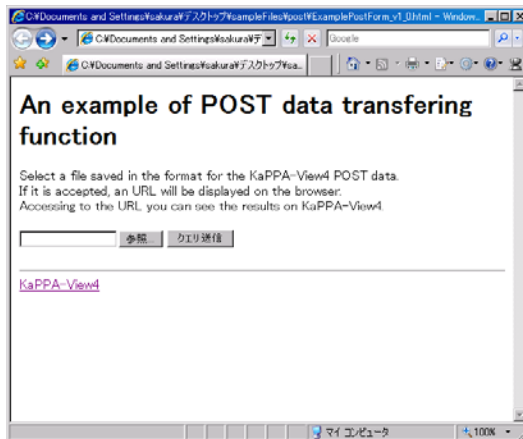 C:¥Documents and Settings¥sakura¥デスクトップ¥sampleFiles¥post¥ExamplePostForm_v1_0.html - Window..
C:¥Documents and Settings¥sakura¥デ
Google
C:¥Documents and Settings¥sakura¥デスクトップ¥sa...
An example of POST data transfering
function
Select a file saved in the format for the KaPPA-View4 POST data.
If it is accepted, an URL will be displayed on the browser.
Accessing to the URL you can see the results on KaPPA-View4.
参照... クエリ送信
KaPPA-View4
マイ コンピュータ 100%